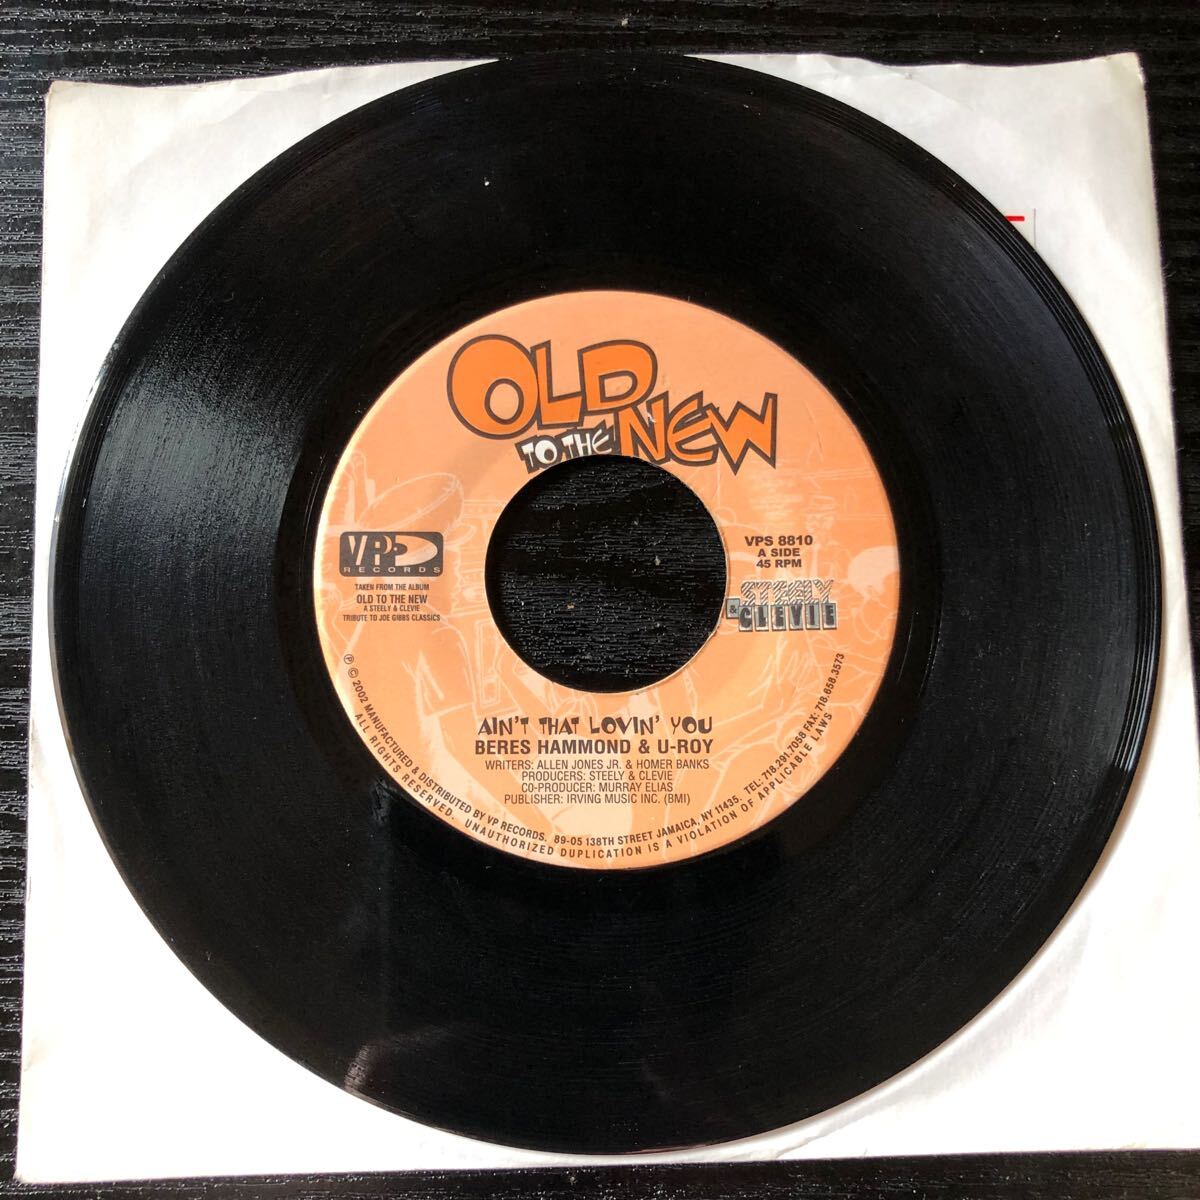 OLD
TO THE NEW
VP
RECORDS
TAKEN FROM THE ALBUM
OLD TO THE NEW
A STEELY & CLEVIE
TRIBUTE TO JOE GIBBS CLASSICS
VPS 8810
A SIDE
45 RPM
STEELY
& CLEVIE
AIN'T THAT LOVIN' YOU
BERES HAMMOND & U-ROY
WRITERS: ALLEN JONES JR. & HOMER BANKS
PRODUCERS: STEELY & CLEVIE
CO-PRODUCER: MURRAY ELIAS
PUBLISHER: IRVING MUSIC INC. (BMI)
℗ © 2002 MANUFACTURED & DISTRIBUTED BY VP RECORDS. 89-05 138TH STREET JAMAICA, NY 11435. TEL: 718.291.7058 FAX: 718.658.3573
ALL RIGHTS RESERVED. UNAUTHORIZED DUPLICATION IS A VIOLATION OF APPLICABLE LAWS